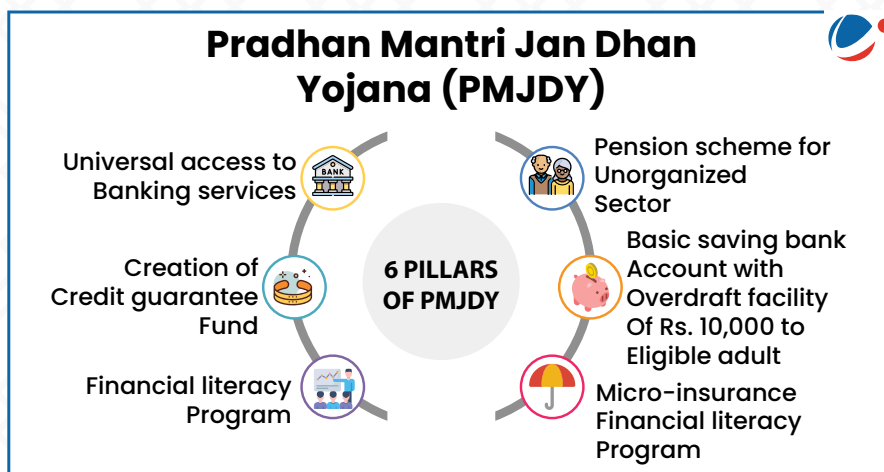 Pradhan Mantri Jan Dhan
Yojana (PMJDY)
Universal access to
Banking services
BANK
Creation of
Credit guarantee
Fund
Financial literacy
Program
6 PILLARS
OF PMJDY
Pension scheme for
Unorganized
Sector
Basic saving bank
Account with
Overdraft facility
Of Rs. 10,000 to
Eligible adult
Micro-insurance
Financial literacy
Program